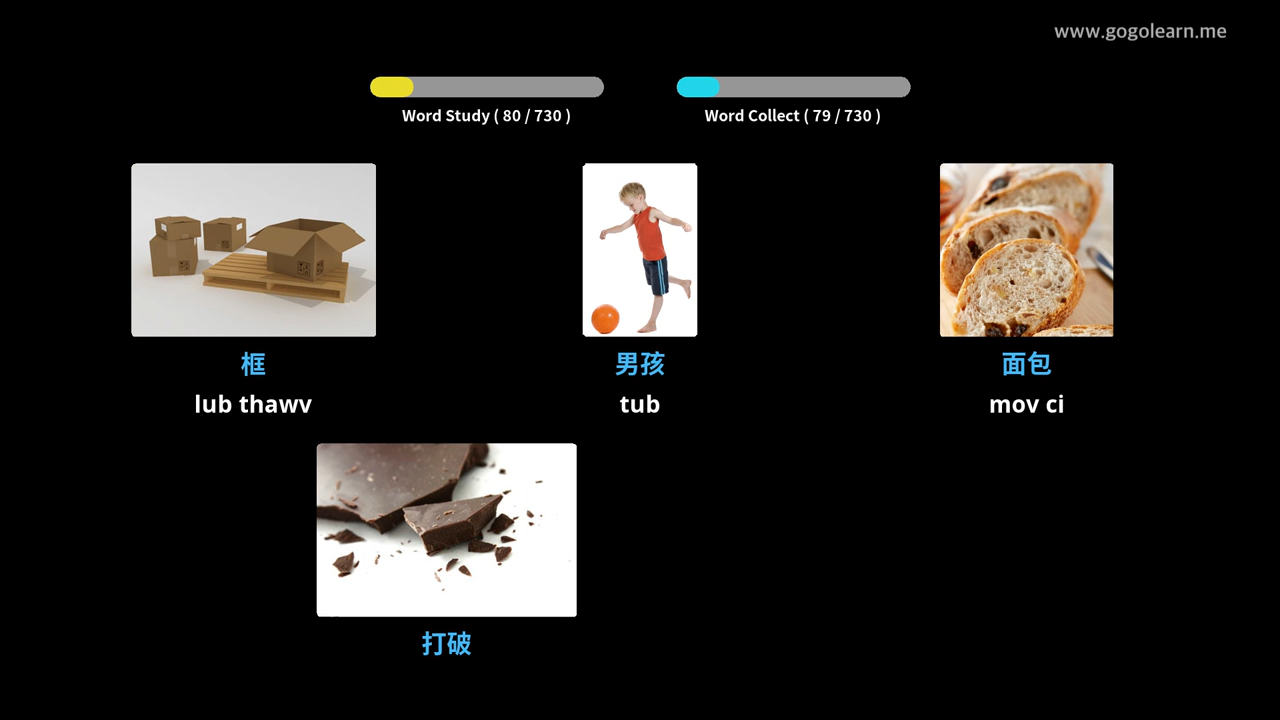 www.gogolearn.me
Word Study ( 80 / 730 )
Word Collect ( 79 / 730 )
框
男孩
面包
lub thawv
tub
mov ci
打破